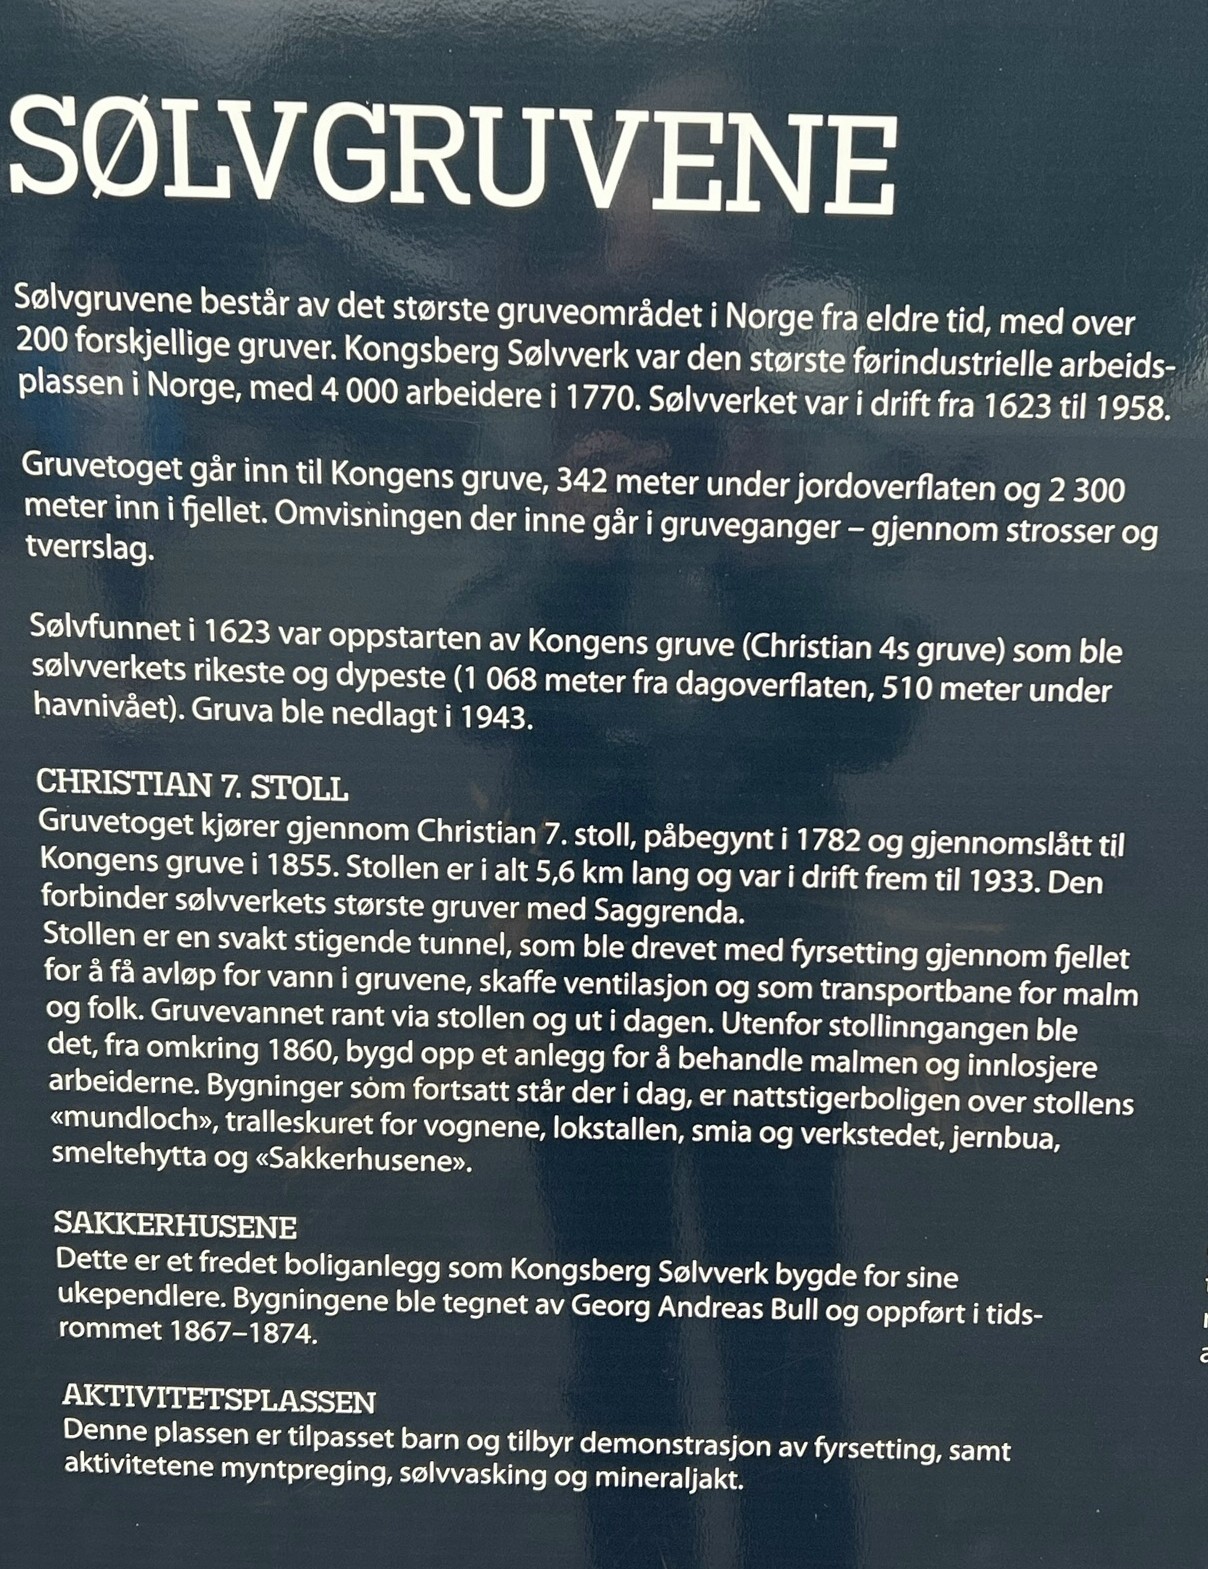 SØLVGRUVENE
Sølvgruvene består av det største gruveområdet i Norge fra eldre tid, med over
200 forskjellige gruver. Kongsberg Sølvverk var den største førindustrielle arbeids-
plassen i Norge, med 4 000 arbeidere i 1770. Sølvverket var i drift fra 1623 til 1958.
Gruvetoget går inn til Kongens gruve, 342 meter under jordoverflaten og 2 300
meter inn i fjellet. Omvisningen der inne går i gruveganger – gjennom strosser og
tverrslag.
Sølvfunnet i 1623 var oppstarten av Kongens gruve (Christian 4s gruve) som ble
sølvverkets rikeste og dypeste (1 068 meter fra dagoverflaten, 510 meter under
havnivået). Gruva ble nedlagt i 1943.
CHRISTIAN 7. STOLL
Gruvetoget kjører gjennom Christian 7. stoll, påbegynt i 1782 og gjennomslått til
Kongens gruve i 1855. Stollen er i alt 5,6 km lang og var i drift frem til 1933. Den
forbinder sølvverkets største gruver med Saggrenda.
Stollen er en svakt stigende tunnel, som ble drevet med fyrsetting gjennom fjellet
for å få avløp for vann i gruvene, skaffe ventilasjon og som transportbane for malm
og folk. Gruvevannet rant via stollen og ut i dagen. Utenfor stollinngangen ble
det, fra omkring 1860, bygd opp et anlegg for å behandle malmen og innlosjere
arbeiderne. Bygninger som fortsatt står der i dag, er nattstigerboligen over stollens
«mundloch», tralleskuret for vognene, lokstallen, smia og verkstedet, jernbua,
smeltehytta og «Sakkerhusene».
SAKKERHUSENE
Dette er et fredet boliganlegg som Kongsberg Sølvverk bygde for sine
ukependlere. Bygningene ble tegnet av Georg Andreas Bull og oppført i tids-
rommet 1867–1874.
AKTIVITETSPLASSEN
Denne plassen er tilpasset barn og tilbyr demonstrasjon av fyrsetting, samt
aktivitetene myntpreging, sølvvasking og mineraljakt.